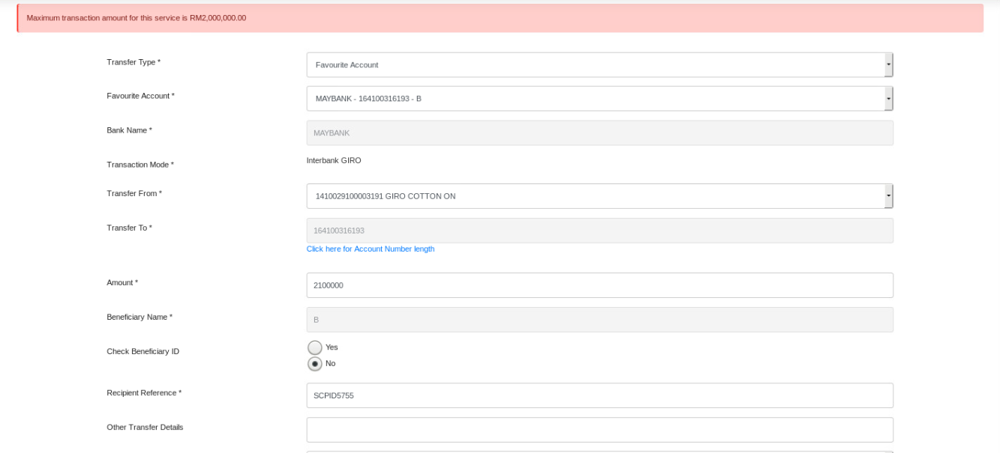 Maximum transaction amount for this service is RM2,000,000.00
Transfer Type * Favourite Account
Favourite Account * MAYBANK - 164100316193 - B
Bank Name * MAYBANK
Transaction Mode * Interbank GIRO
Transfer From * 1410029100003191 GIRO COTTON ON
Transfer To * 164100316193
Click here for Account Number length
Amount * 2100000
Beneficiary Name * B
Check Beneficiary ID Yes
No
Recipient Reference * SCPID5755
Other Transfer Details